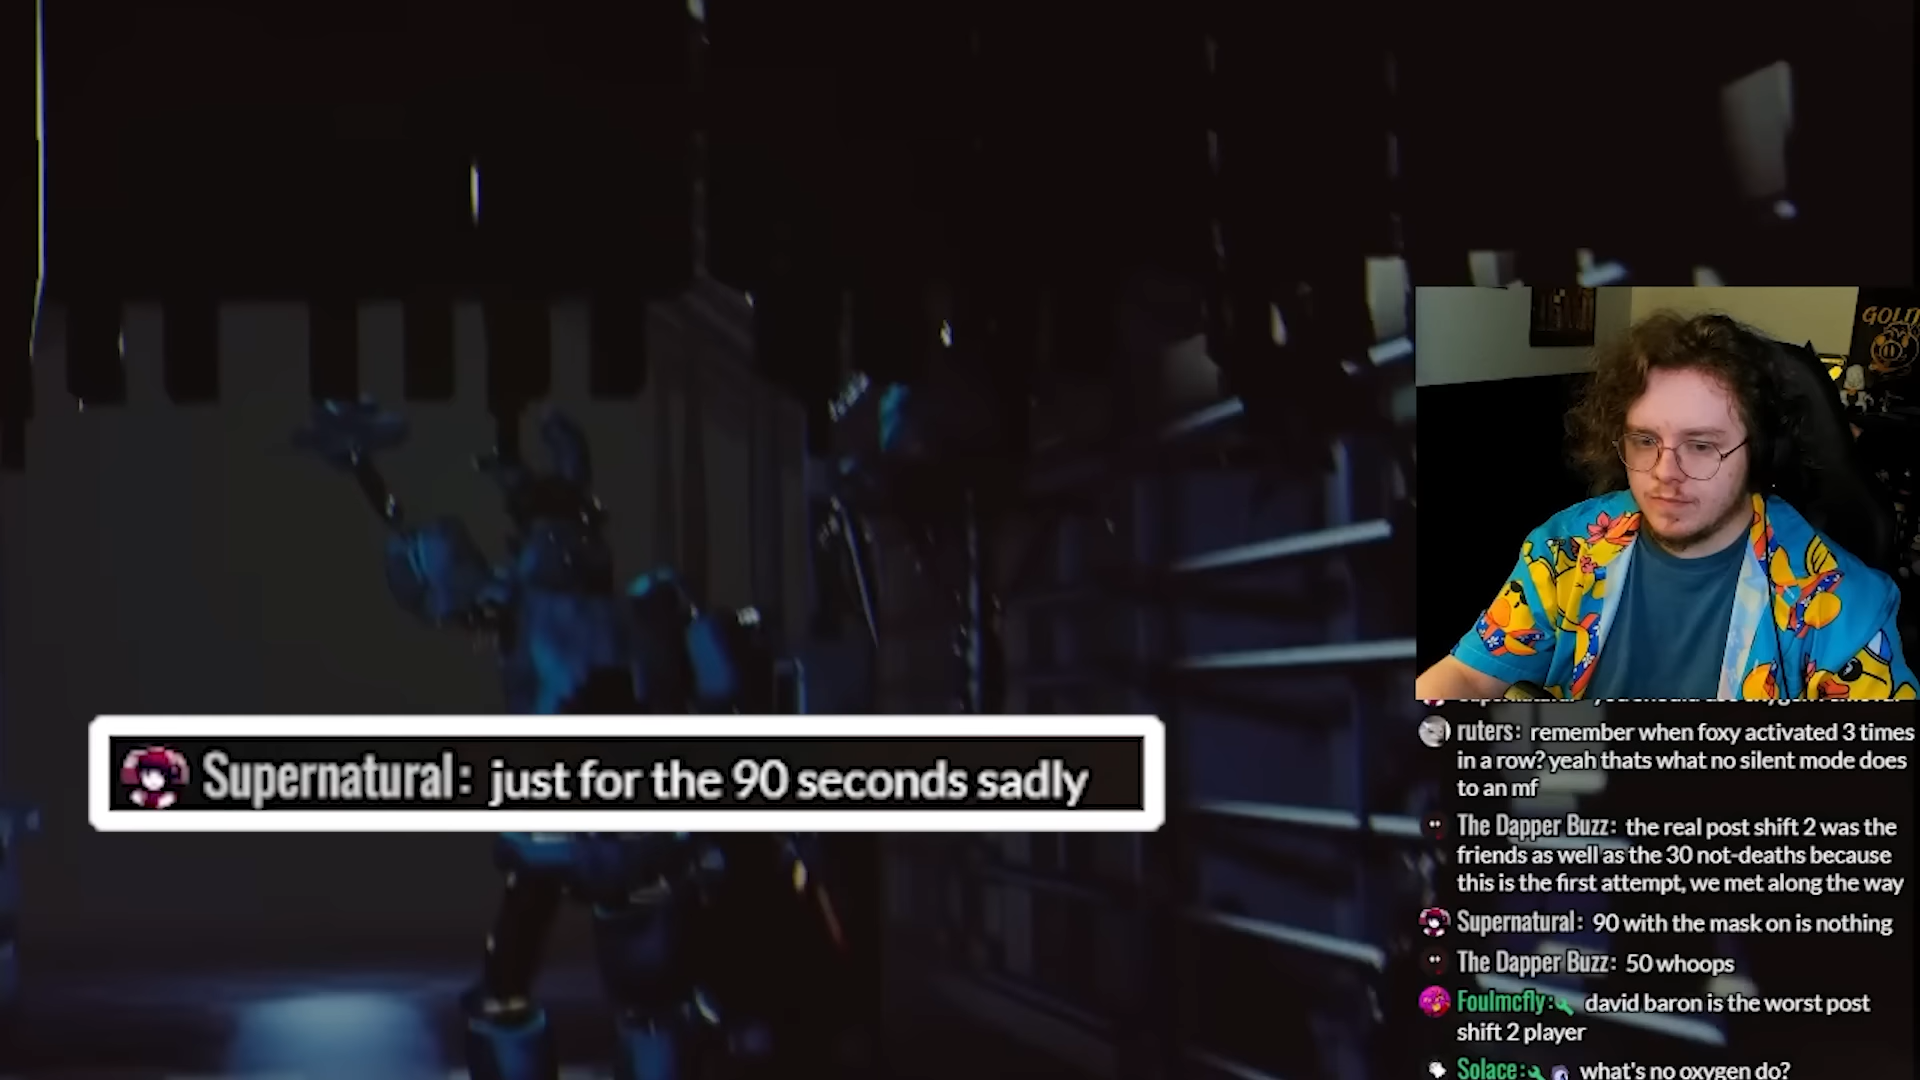 GOLD
Supernatural: just for the 90 seconds sadly
ruters: remember when foxy activated 3 times
in a row? yeah thats what no silent mode does
to an mf
The Dapper Buzz: the real post shift 2 was the
friends as well as the 30 not-deaths because
this is the first attempt, we met along the way
Supernatural: 90 with the mask on is nothing
The Dapper Buzz: 50 whoops
Foulmcfly: david baron is the worst post
shift 2 player
Solace: what's no oxygen do?